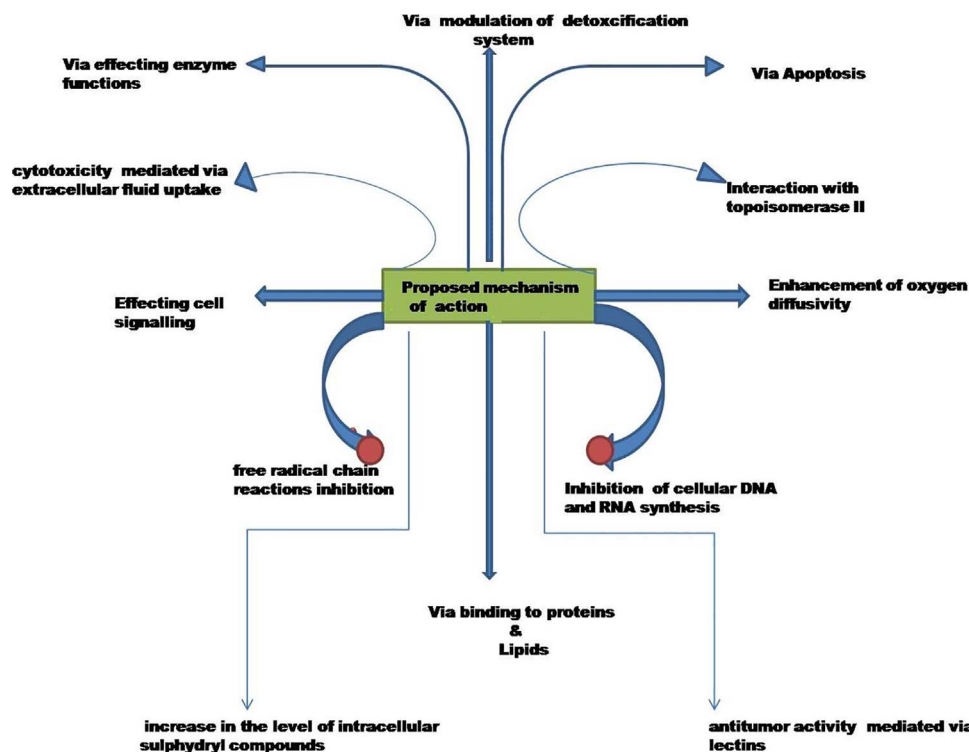 Via modulation of detoxcification
system
Via effecting enzyme
functions
Via Apoptosis
cytotoxicity mediated via
extracellular fluid uptake
Interaction with
topoisomerase II
Proposed mechanism
of action
Effecting cell
signalling
Enhancement of oxygen
diffusivity
free radical chain
reactions inhibition
Inhibition of cellular DNA
and RNA synthesis
Via binding to proteins
&
Lipids
increase in the level of intracellular
sulphydryl compounds
antitumor activity mediated via
lectins